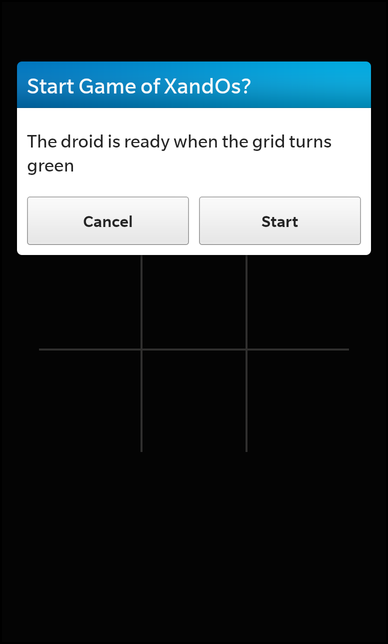 Start Game of XandOs?
The droid is ready when the grid turns
green
Cancel
Start